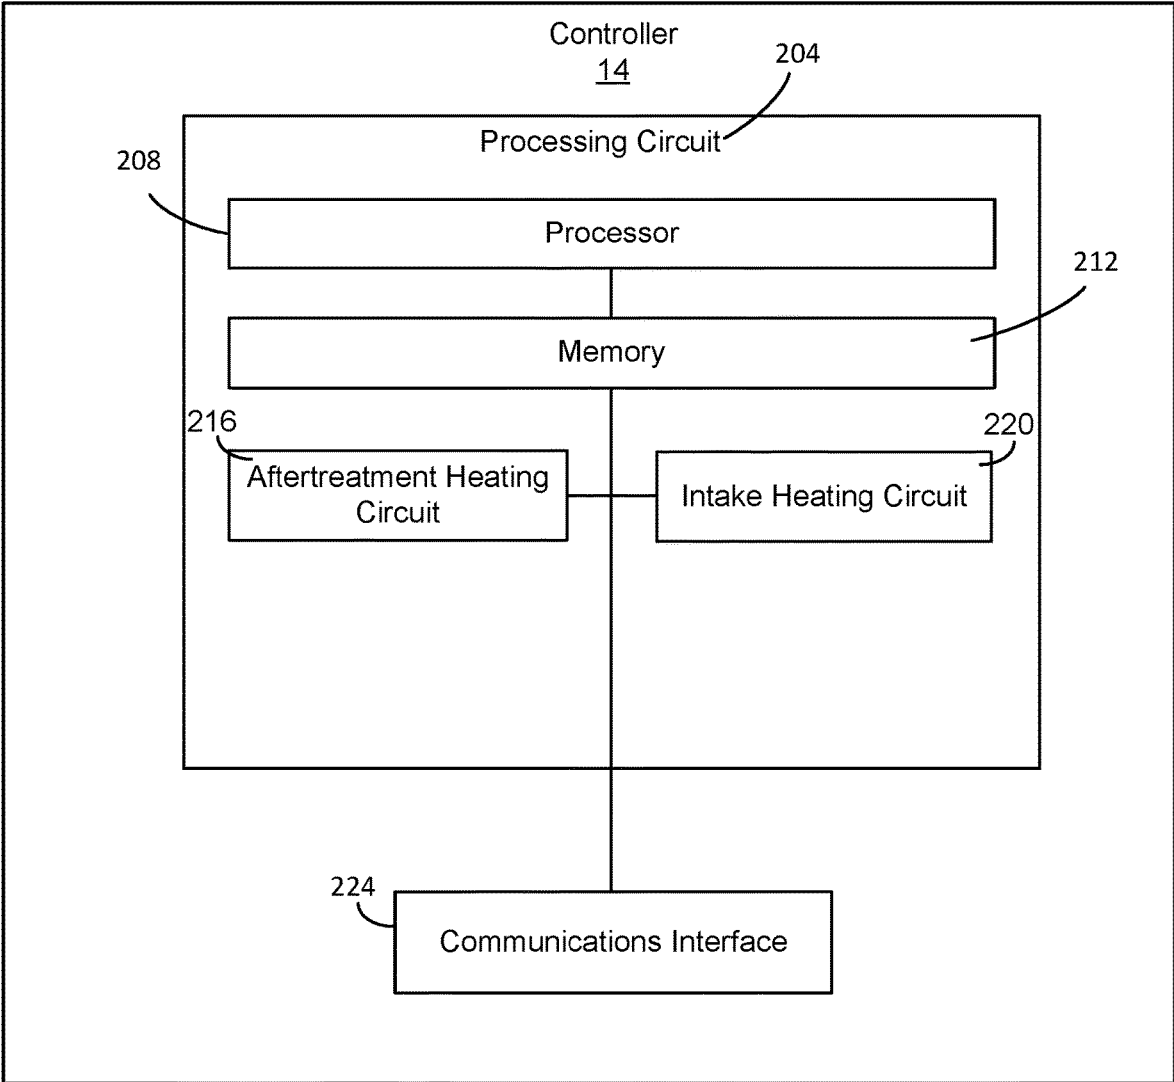 Controller
14
204
Processing Circuit
208
Processor
212
Memory
216
220
Aftertreatment Heating
Circuit
Intake Heating Circuit
224
Communications Interface